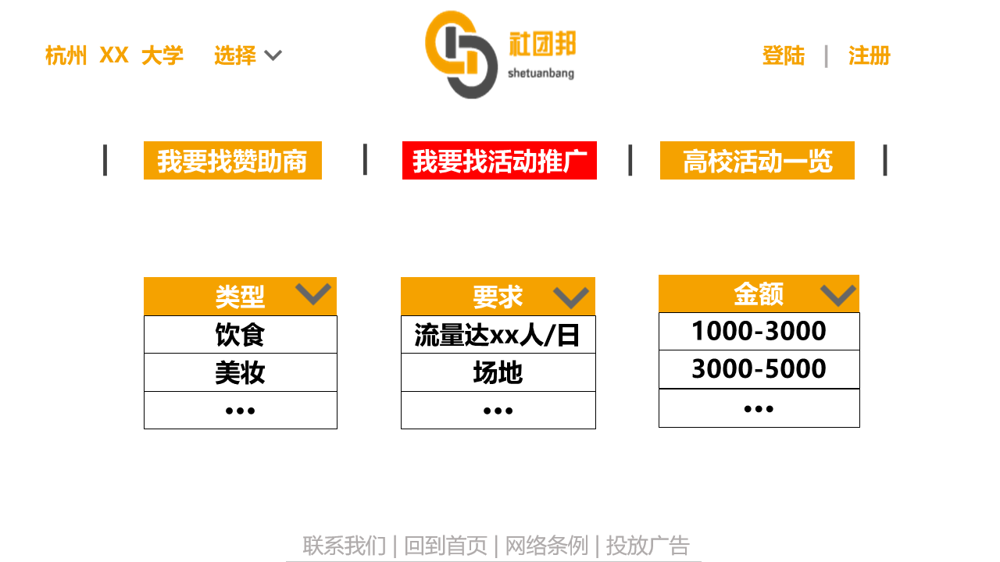 杭州 XX 大学 选择
社团邦
shetuanbang
登陆 | 注册
我要找赞助商
我要找活动推广
高校活动一览
类型
饮食
美妆
•••
要求
流量达xx人/日
场地
•••
金额
1000-3000
3000-5000
•••
联系我们 | 回到首页 | 网络条例 | 投放广告